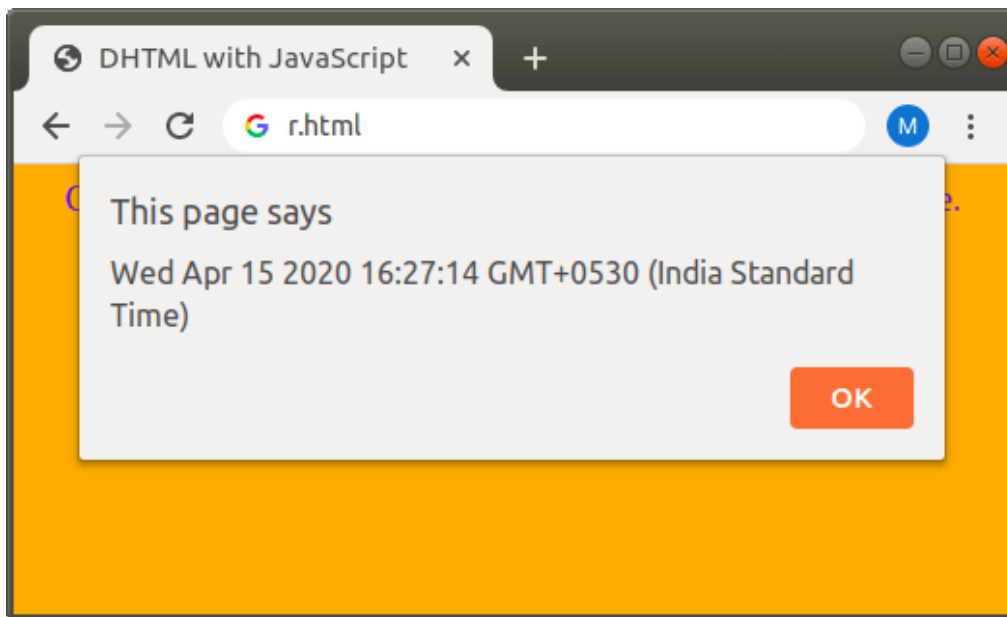 DHTML with JavaScript
r.html
M
This page says
Wed Apr 15 2020 16:27:14 GMT+0530 (India Standard
Time)
OK